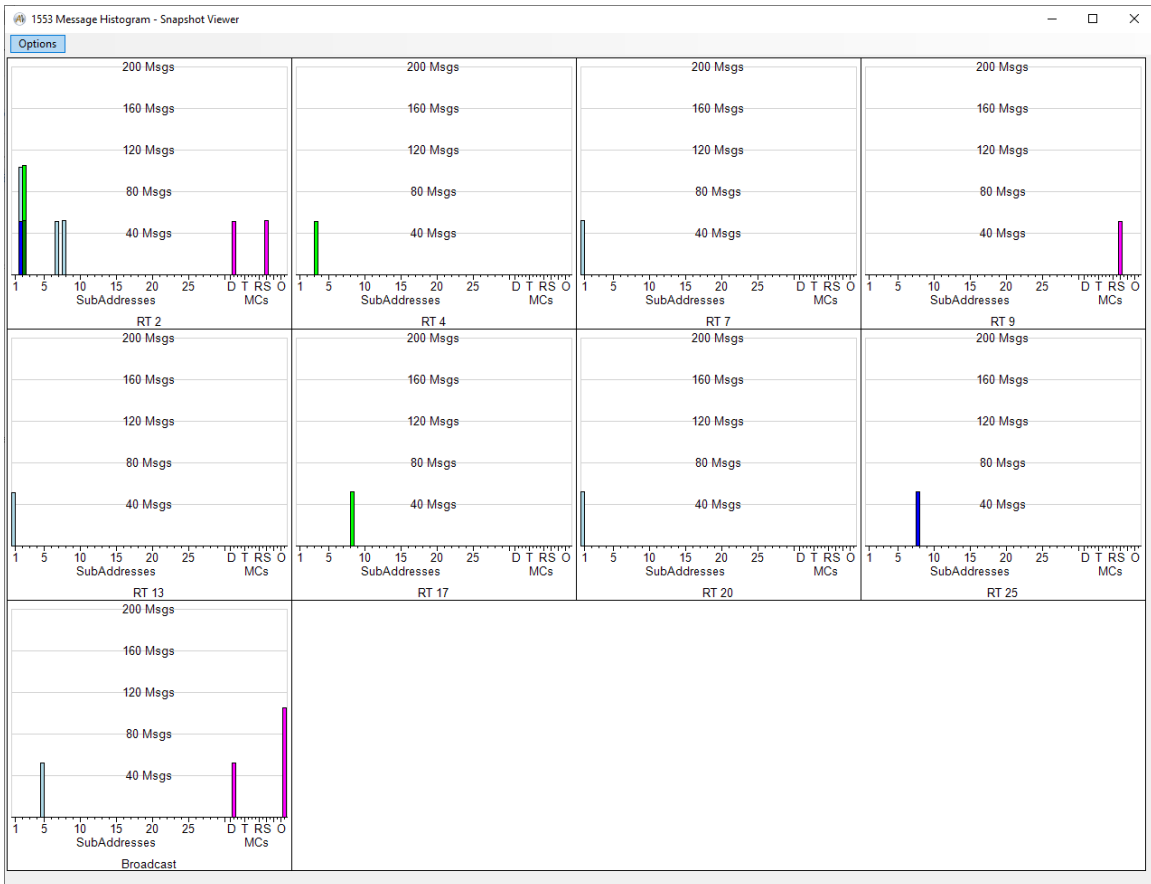 1553 Message Histogram - Snapshot Viewer
Options
200 Msgs
160 Msgs
120 Msgs
80 Msgs
40 Msgs
1 5 10 15 20 25 D T RS O
SubAddresses MCs
RT 2
200 Msgs
160 Msgs
120 Msgs
80 Msgs
40 Msgs
1 5 10 15 20 25 D T RS O
SubAddresses MCs
RT 4
200 Msgs
160 Msgs
120 Msgs
80 Msgs
40 Msgs
1 5 10 15 20 25 D T RS O
SubAddresses MCs
RT 7
200 Msgs
160 Msgs
120 Msgs
80 Msgs
40 Msgs
1 5 10 15 20 25 D T RS O
SubAddresses MCs
RT 9
200 Msgs
160 Msgs
120 Msgs
80 Msgs
40 Msgs
1 5 10 15 20 25 D T RS O
SubAddresses MCs
RT 13
200 Msgs
160 Msgs
120 Msgs
80 Msgs
40 Msgs
1 5 10 15 20 25 D T RS O
SubAddresses MCs
RT 17
200 Msgs
160 Msgs
120 Msgs
80 Msgs
40 Msgs
1 5 10 15 20 25 D T RS O
SubAddresses MCs
RT 20
200 Msgs
160 Msgs
120 Msgs
80 Msgs
40 Msgs
1 5 10 15 20 25 D T RS O
SubAddresses MCs
RT 25
200 Msgs
160 Msgs
120 Msgs
80 Msgs
40 Msgs
1 5 10 15 20 25 D T RS O
SubAddresses MCs
Broadcast